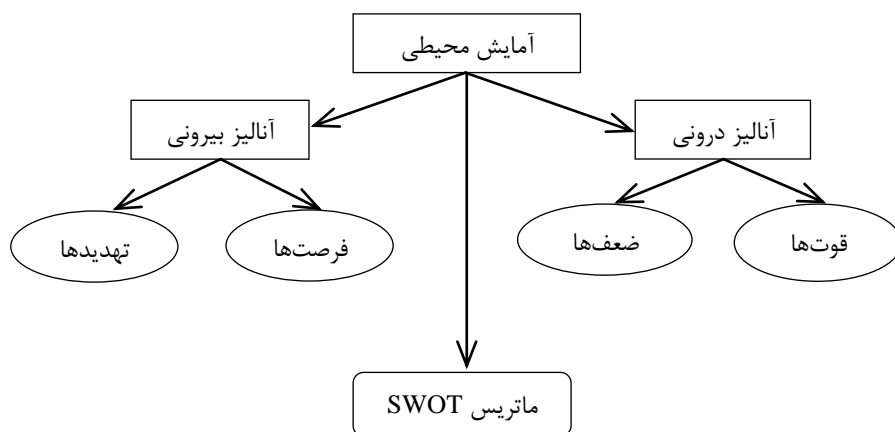 آمایش محیطی
آنالیز درونی
آنالیز بیرونی
قوت‌ها
ضعف‌ها
فرصت‌ها
تهدیدها
ماتریس SWOT